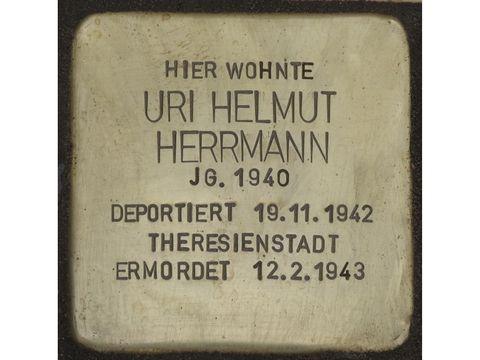 HIER WOHNTE
URI HELMUT
HERRMANN
JG. 1940
DEPORTIERT 19.11.1942
THERESIENSTADT
ERMORDET 12.2.1943